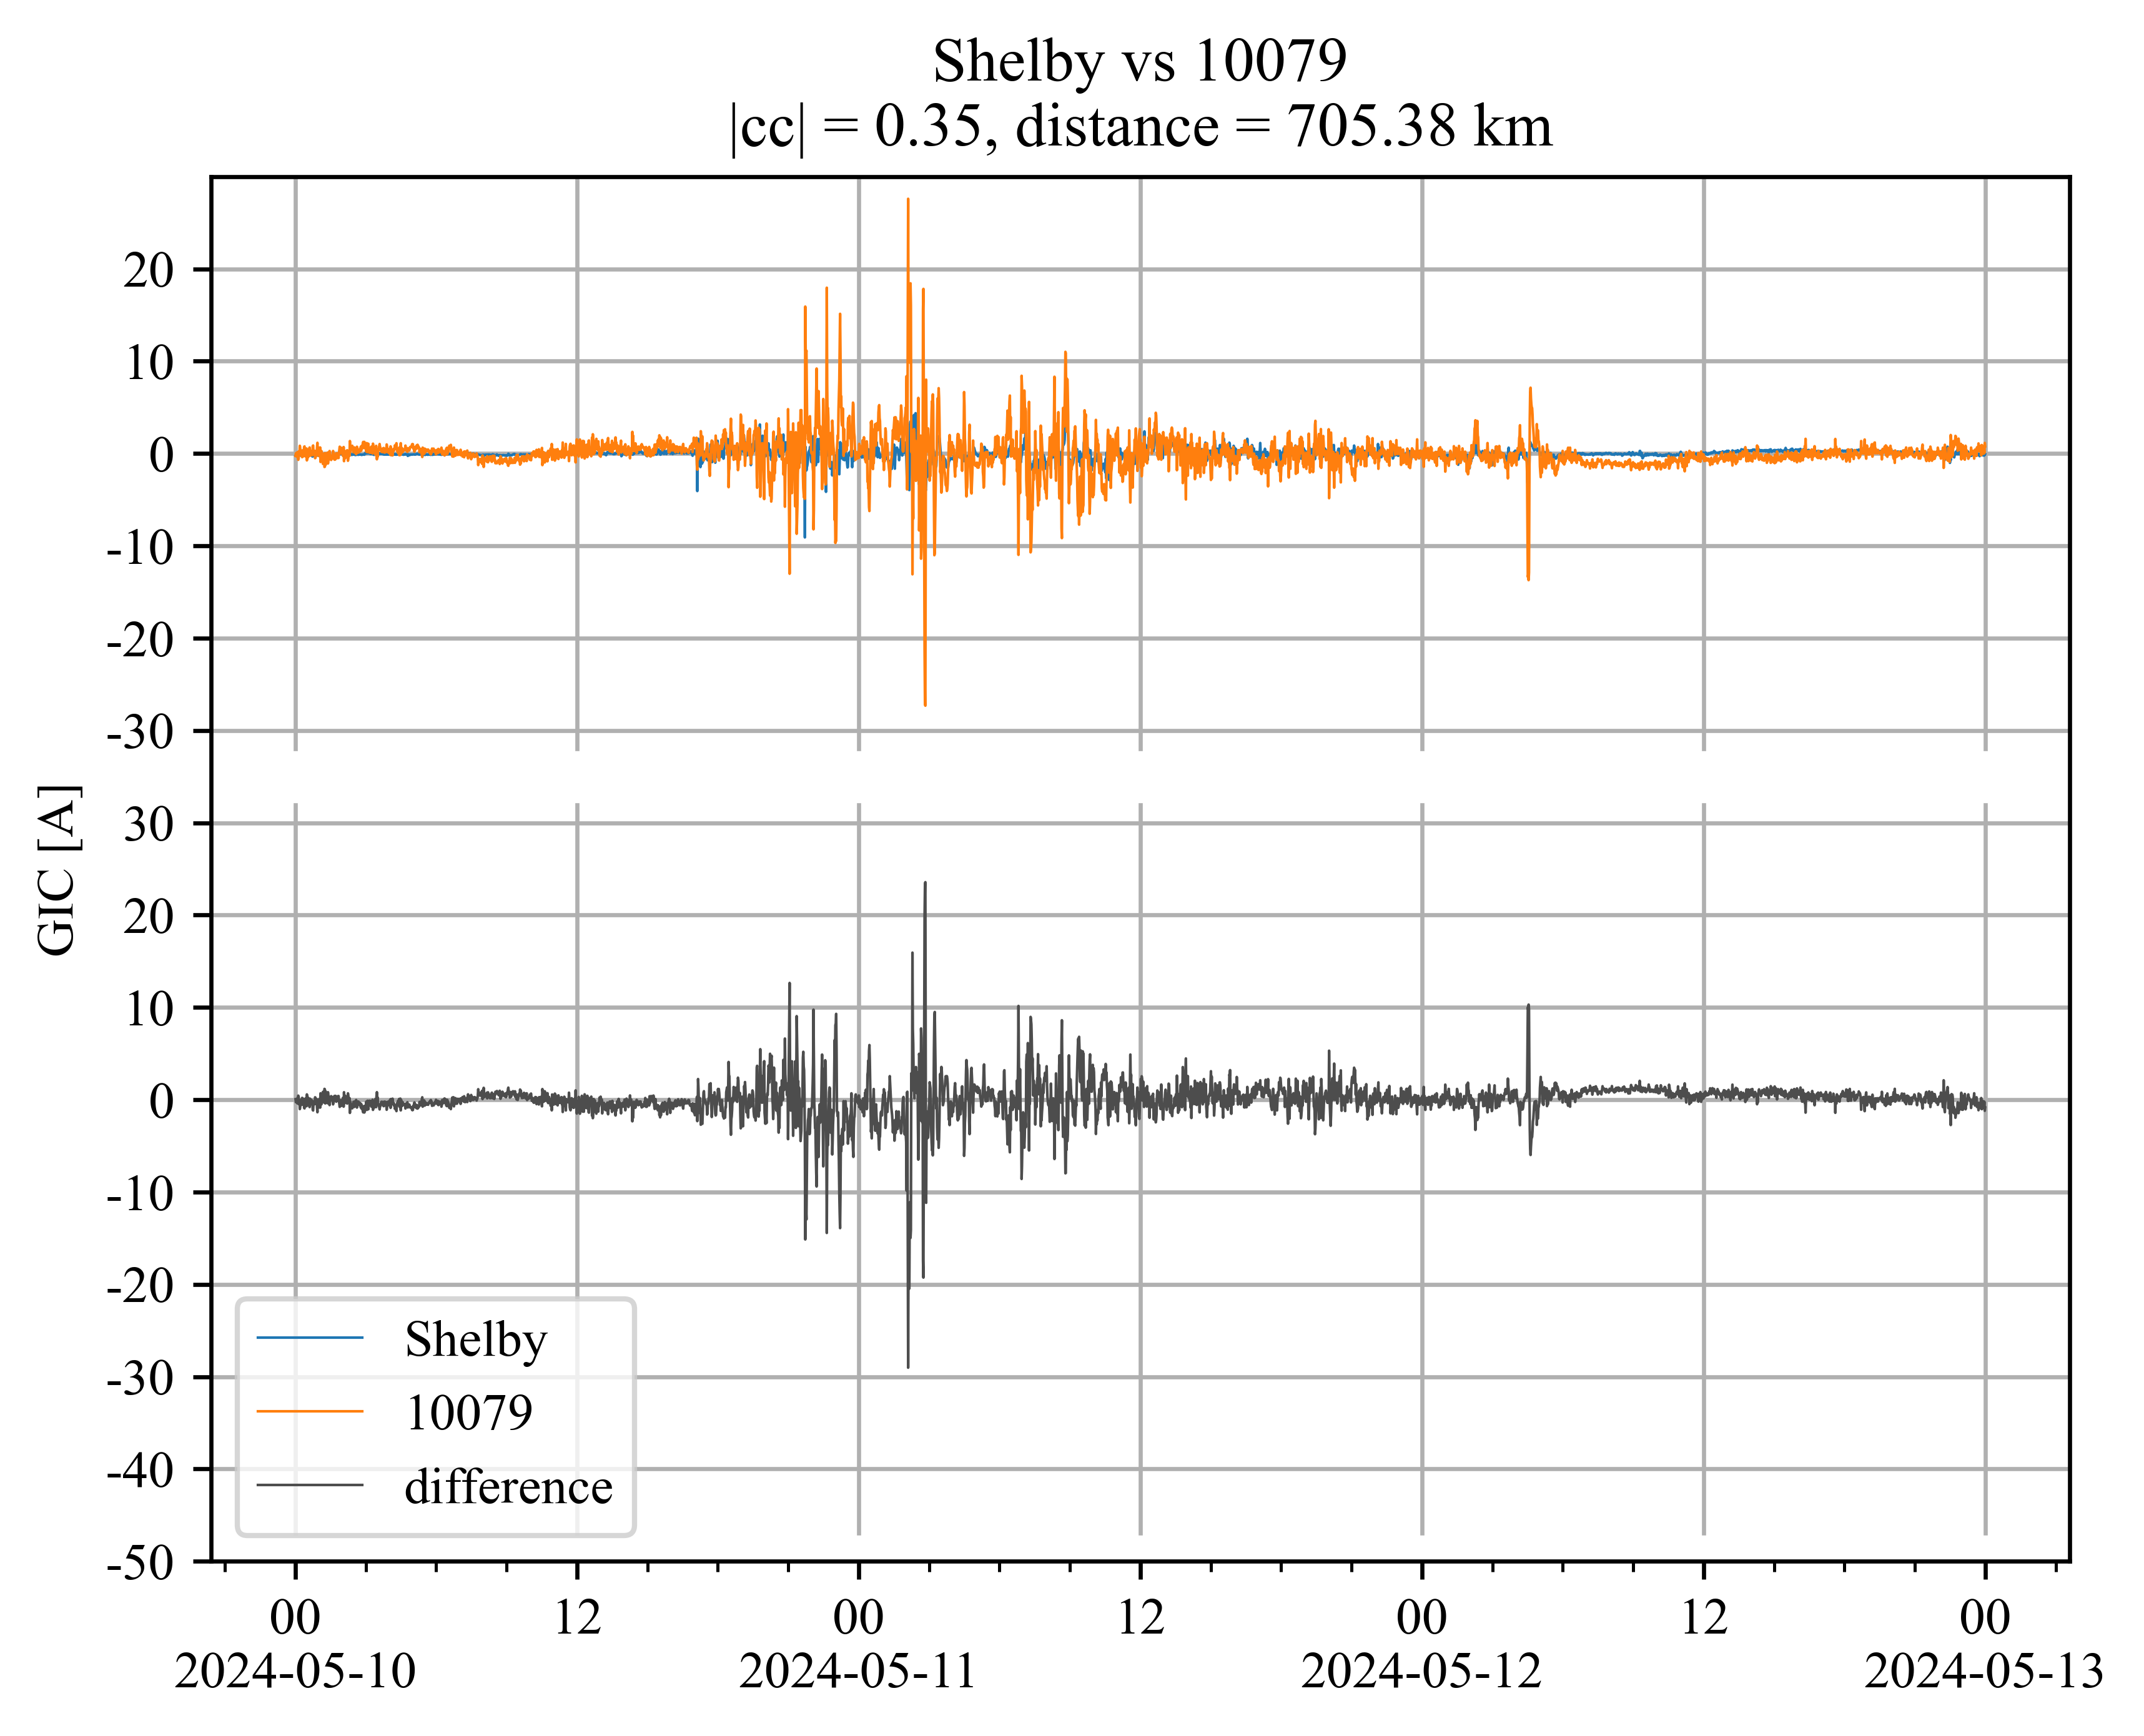 Shelby vs 10079
|cc| = 0.35, distance = 705.38 km
20
10
0
-10
-20
-30
30
20
10
0
-10
-20
-30
-40
-50
GIC [A]
Shelby
10079
difference
00 12 00 12 00 12 00
2024-05-10 2024-05-11 2024-05-12 2024-05-13